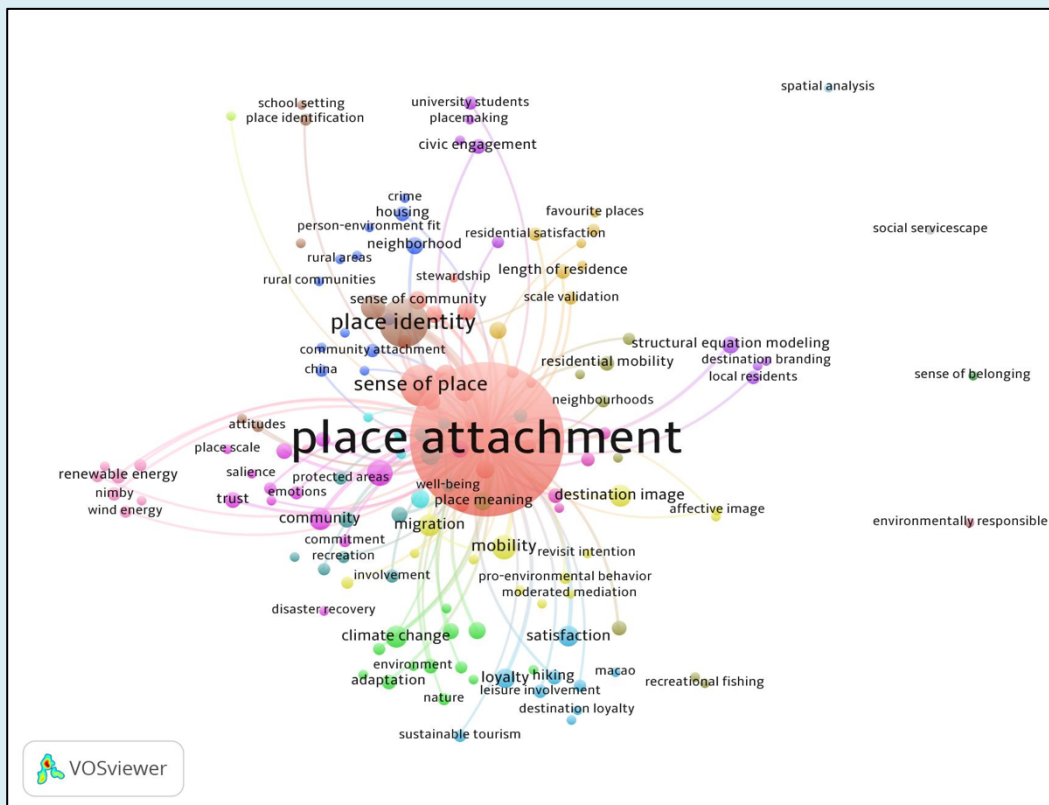 spatial analysis
school setting
university students
place identification
placemaking
civic engagement
crime
housing
favourite places
person-environment fit
residential satisfaction
social servicescape
neighborhood
rural areas
length of residence
stewardship
rural communities
sense of community
scale validation
place identity
structural equation modeling
community attachment
residential mobility
destination branding
china
sense of place
local residents
sense of belonging
neighbourhoods
attitudes
place attachment
place scale
renewable energy
salience
protected areas
well-being
nimby
emotions
trust
place meaning
destination image
wind energy
affective image
community
migration
environmentally responsible
commitment
mobility
recreation
revisit intention
involvement
pro-environmental behavior
moderated mediation
disaster recovery
climate change
satisfaction
environment
adaptation
loyalty
hiking
macao
leisure involvement
recreational fishing
nature
destination loyalty
sustainable tourism
VOSviewer